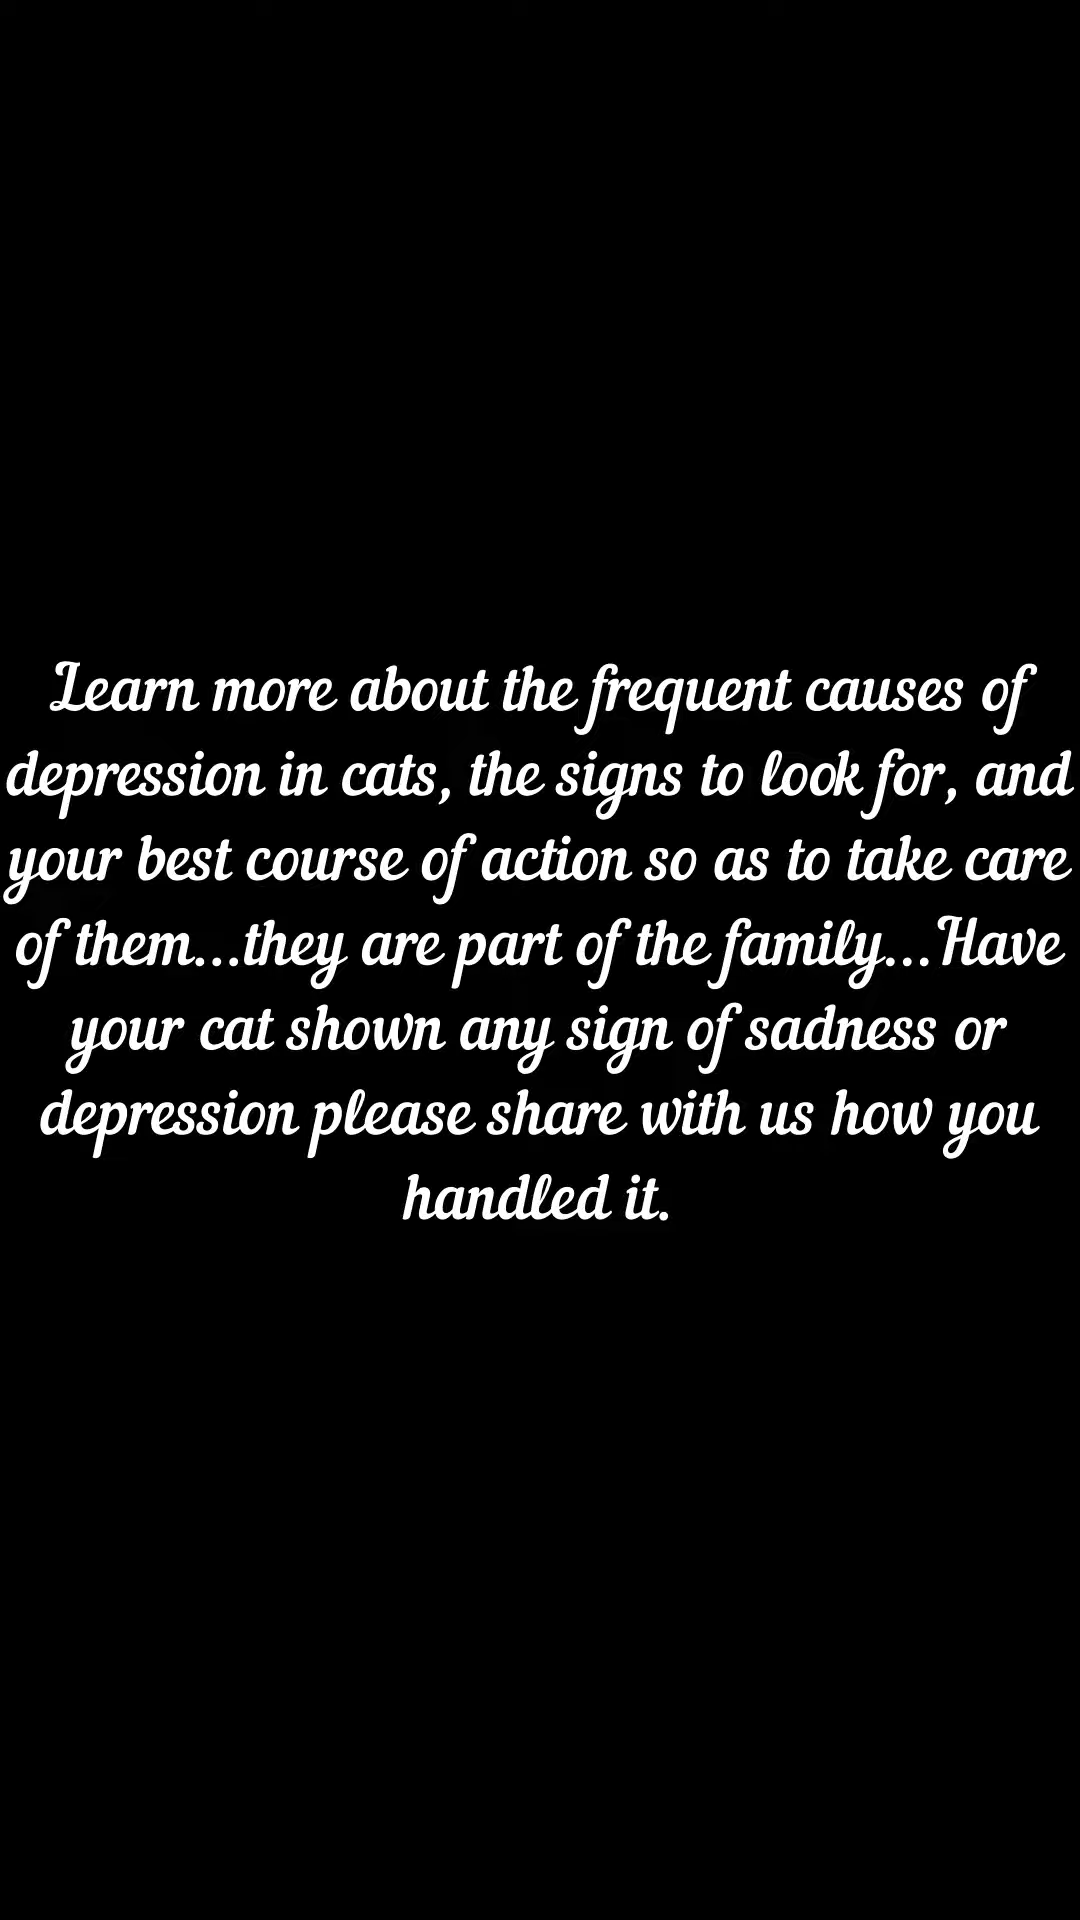 Learn more about the frequent causes of
depression in cats, the signs to look for, and
your best course of action so as to take care
of them...they are part of the family...Have
your cat shown any sign of sadness or
depression please share with us how you
handled it.